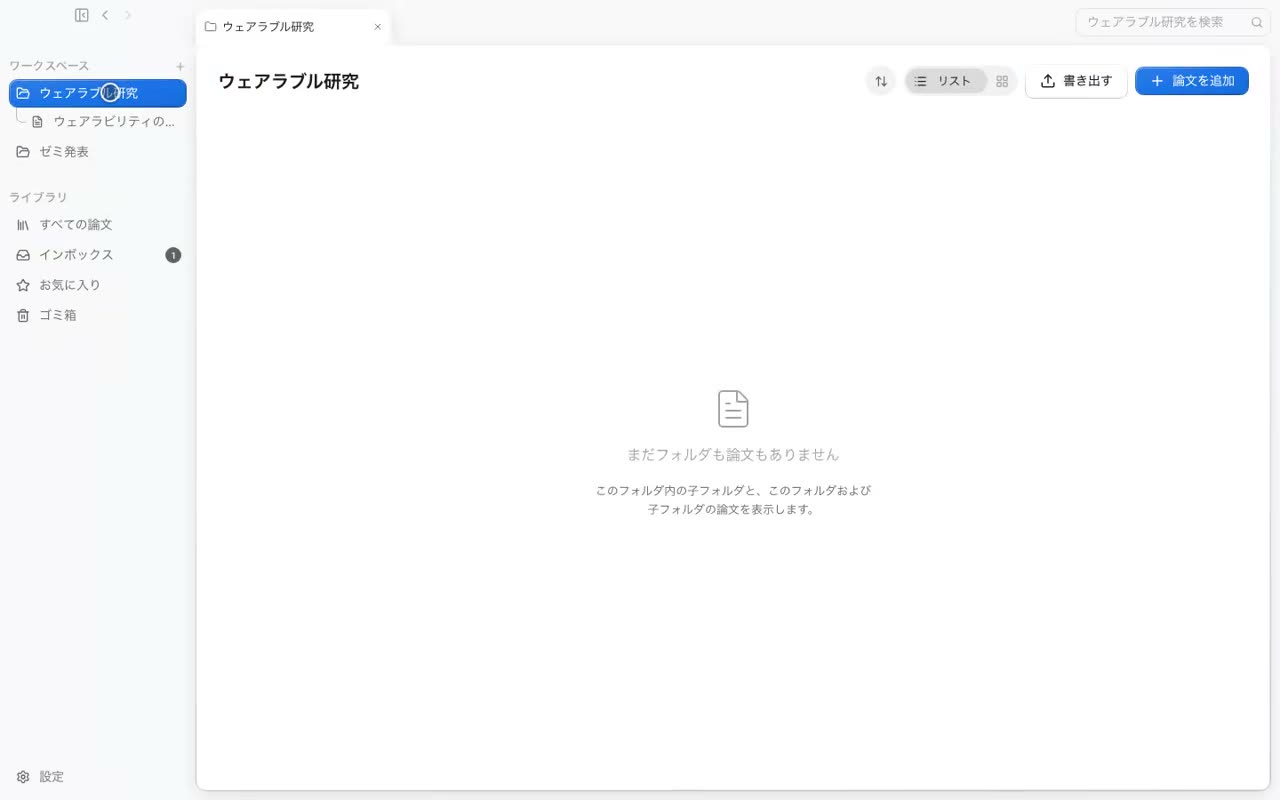 ウェアラブル研究
ウェアラブル研究を検索
ワークスペース
ウェアラブル研究
ウェアラビリティの...
ゼミ発表
ライブラリ
すべての論文
インボックス
1
お気に入り
ゴミ箱
設定
ウェアラブル研究
リスト
書き出す
論文を追加
まだフォルダも論文もありません
このフォルダ内の子フォルダと、このフォルダおよび
子フォルダの論文を表示します。